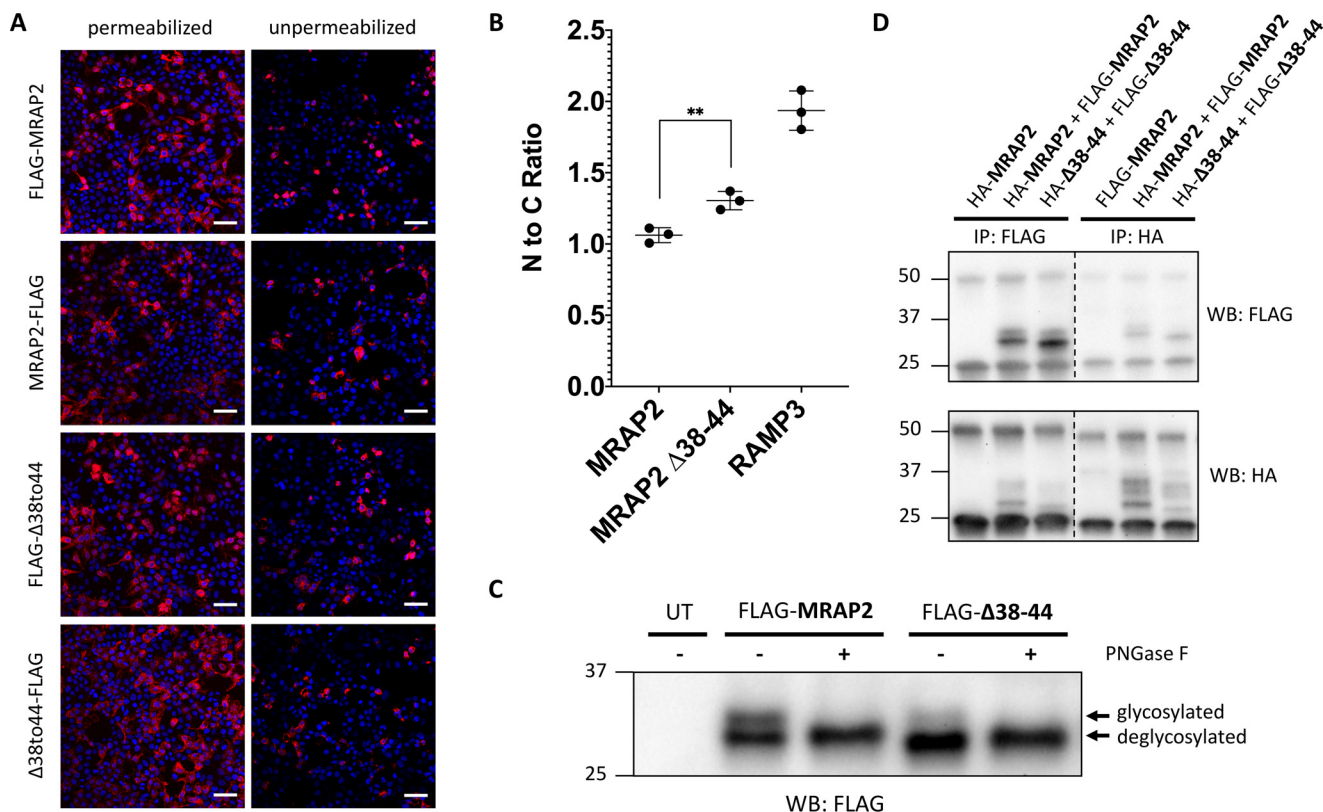 A
permeabilized
unpermeabilized
FLAG-MRAP2
MRAP2-FLAG
FLAG-Δ38to44
Δ38to44-FLAG
B
N to C Ratio
2.5
2.0
1.5
1.0
0.5
0.0
**
MRAP2
MRAP2 Δ38-44
RAMP3
D
HA-MRAP2
HA-MRAP2 + FLAG-MRAP2
HA-Δ38-44 + FLAG-Δ38-44
FLAG-MRAP2
HA-MRAP2 + FLAG-MRAP2
HA-Δ38-44 + FLAG-Δ38-44
IP: FLAG
IP: HA
50
37
25
WB: FLAG
50
37
25
WB: HA
C
UT
FLAG-MRAP2
FLAG-Δ38-44
- - + - + PNGase F
37
25
glycosylated
deglycosylated
WB: FLAG